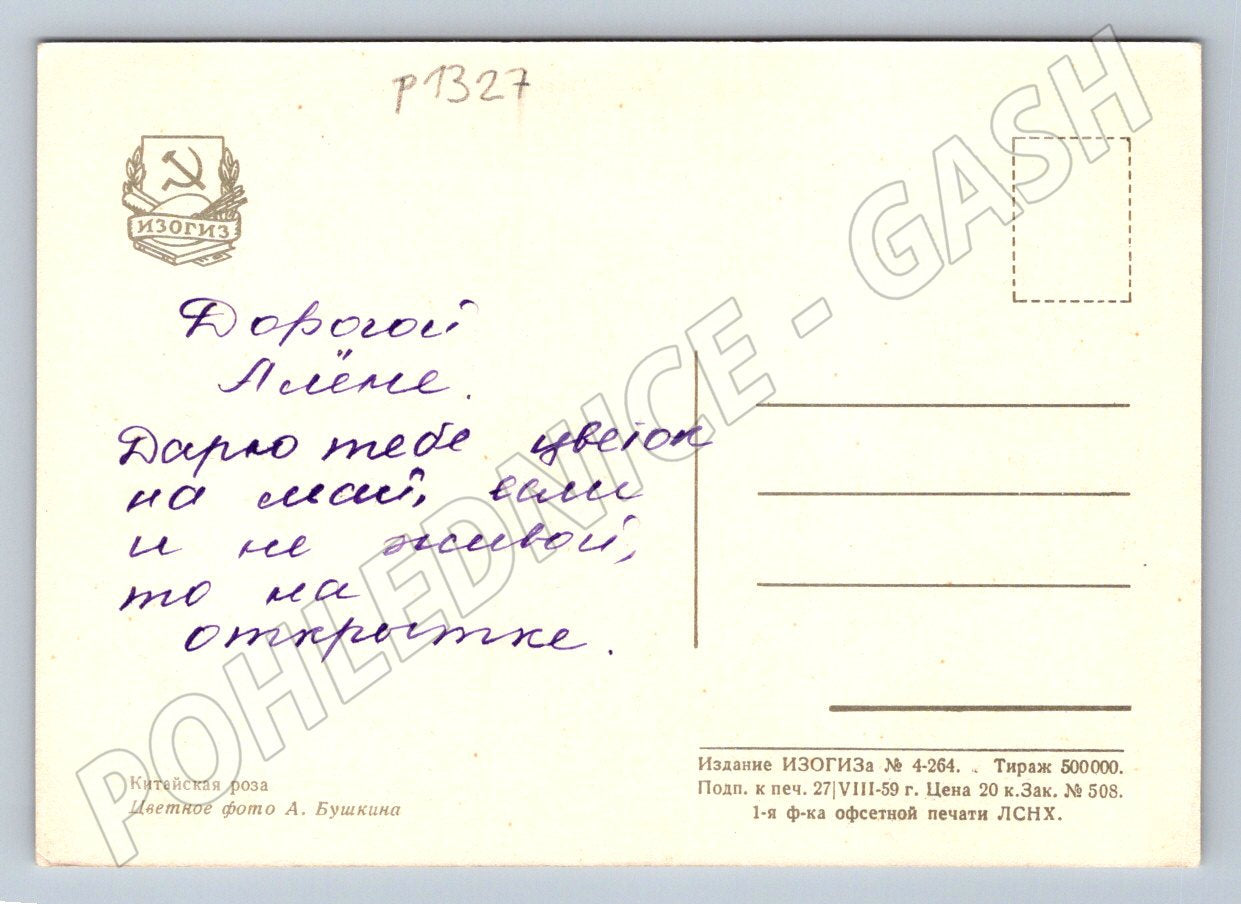 р1327
ИЗОГИЗ
Дорогой
Алёне.
Дарю тебе цветок
на май, если
и не живой,
то на
открытке.
Китайская роза
Цветное фото А. Бушкина
Издание ИЗОГИЗа № 4-264. Тираж 500000.
Подп. к печ. 27|VIII-59 г. Цена 20 к.Зак. № 508.
1-я ф-ка офсетной печати ЛСНХ.
POHLEDNICE - GASH